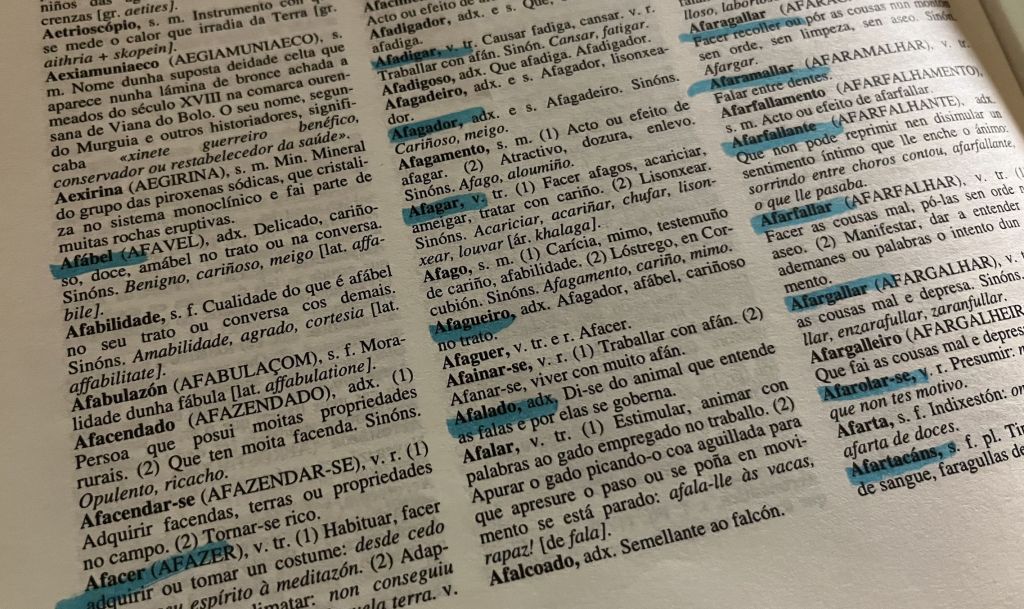 niños das
crenzas [gr. aetites].
Aetrioscóplo, s. m. Instrumento con que
se mede o calor que irradia da Terra [gr.
aithria + skopein].
Aexiamuniaeco (AEGIAMUNIAECO), s.
m. Nome dunha suposta deidade celta que
aparece nunha lámina de bronce achada a
meados do século XVIII na comarca ouren-
sana de Viana do Bolo. O seu nome, segun-
do Murguia e outros historiadores, signifi-
caba «xinete guerreiro benéfico,
conservador ou restabelecedor da saúde».
Aexirina (AEGIRINA), s. m. Min. Mineral
do grupo das piroxenas sódicas, que cristali-
za no sistema monoclínico e fai parte de
muitas rochas eruptivas.
Afábel (AFAVEL), adx. Delicado, cariño-
so, doce, amábel no trato ou na conversa.
Sinóns. Benigno, cariñoso, meigo [lat. affa-
bile].
Afabilidade, s. f. Cualidade do que é afábel
no seu trato ou conversa cos demais.
Sinóns. Amabilidade, agrado, cortesia [lat.
affabilitate].
Afabulazón (AFABULAÇOM), s. f. Mora-
lidade dunha fábula [lat. affabulatione].
Afacendado (AFAZENDADO), adx. (1)
Persoa que posui moitas propriedades
rurais. (2) Que ten moita facenda. Sinóns.
Opulento, ricacho.
Afacendar-se (AFAZENDAR-SE), v. r. (1)
Adquirir facendas, terras ou propriedades
no campo. (2) Tornar-se rico.
Afacer (AFAZER), v. tr. (1) Habituar, facer
adquirir ou tomar un costume: desde cedo
espírito à meditazón. (2) Adap-
non conseguiu
terra. v.
Acto ou efeito de
Afadigador, adx. e s. Que,
afadiga.
Afadigar, v. tr. Causar fadiga, cansar. v. r.
Traballar con afán. Sinón. Cansar, fatigar.
Afadigoso, adx. Que afadiga. Afadigador.
Afagadeiro, adx. e s. Afagador, lisonxea-
dor.
Afagador, adx. e s. Afagadeiro. Sinóns.
Cariñoso, meigo.
Afagamento, s. m. (1) Acto ou efeito de
afagar. (2) Atractivo, dozura, enlevo.
Sinóns. Afago, aloumiño.
Afagar, v. tr. (1) Facer afagos, acariciar,
ameigar, tratar con cariño. (2) Lisonxear.
Sinóns. Acariciar, acariñar, chufar, lison-
xear, louvar [ár. khalaga].
Afago, s. m. (1) Carícia, mimo, testemuño
de cariño, afabilidade. (2) Lóstrego, en Cor-
cubión. Sinóns. Afagamento, cariño, mimo.
Afagueiro, adx. Afagador, afábel, cariñoso
no trato.
Afaguer, v. tr. e r. Afacer.
Afainar-se, v. r. (1) Traballar con afán. (2)
Afanar-se, viver con muito afán.
Afalado, adx. Di-se do animal que entende
as falas e por elas se goberna.
Afalar, v. tr. (1) Estimular, animar con
palabras ao gado empregado no traballo. (2)
Apurar o gado picando-o coa aguillada para
que apresure o paso ou se poña en movi-
mento se está parado: afala-lle às vacas,
rapaz! [de fala].
Afalcoado, adx. Semellante ao falcón.
lloso,
Afaragallar (AFARAGALHAR),
Facer recoller ou pór as cousas nun montón
sen orde, sen limpeza, sen aseo. Sinón.
Afargar.
Afaramallar (AFARAMALHAR), v. tr.
Falar entre dentes.
Afarfallamento (AFARFALHAMENTO),
s. m. Acto ou efeito de afarfallar.
Afarfallante (AFARFALHANTE), adx.
Que non pode reprimir nen disimular un
sentimento íntimo que lle enche o ánimo:
sorrindo entre choros contou, afarfallante,
o que lle pasaba.
Afarfallar (AFARFALHAR), v. tr. (1)
Facer as cousas mal, pó-las sen orde n
aseo. (2) Manifestar, dar a entender
ademanes ou palabras o intento dun
mento.
Afargallar (AFARGALHAR), v. t
as cousas mal e depresa. Sinóns.
llar, enzarafullar, zaranfullar.
Afargalleiro (AFARGALHEIR
Que fai as cousas mal e depres
Afarolar-se, v. r. Presumir:
que non tes motivo.
Afarta, s. f. Indixestón:
afarta de doces.
Afartacáns, s. f. pl.
de sangue, faragullas de